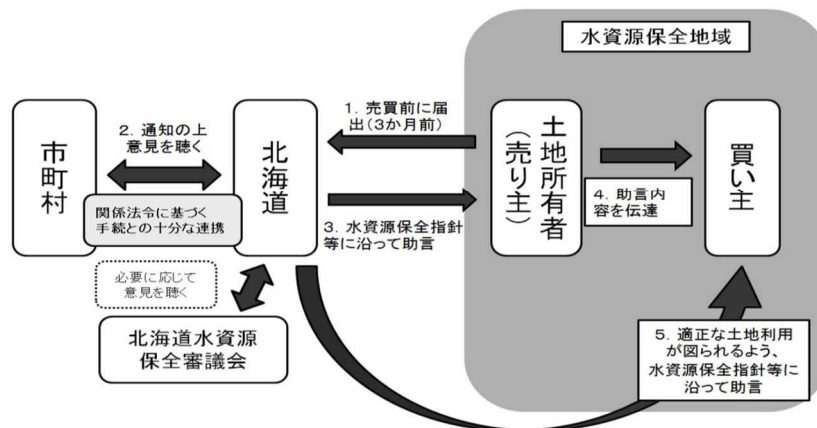 水資源保全地域
1. 売買前に届
出(3か月前)
2. 通知の上
意見を聴く
市町村
北海道
土地所有者
(売り主)
買い主
関係法令に基づく
手続との十分な連携
3. 水資源保全指針
等に沿って助言
4. 助言内
容を伝達
必要に応じて
意見を聴く
北海道水資源
保全審議会
5. 適正な土地利用
が図られるよう、
水資源保全指針等に
沿って助言